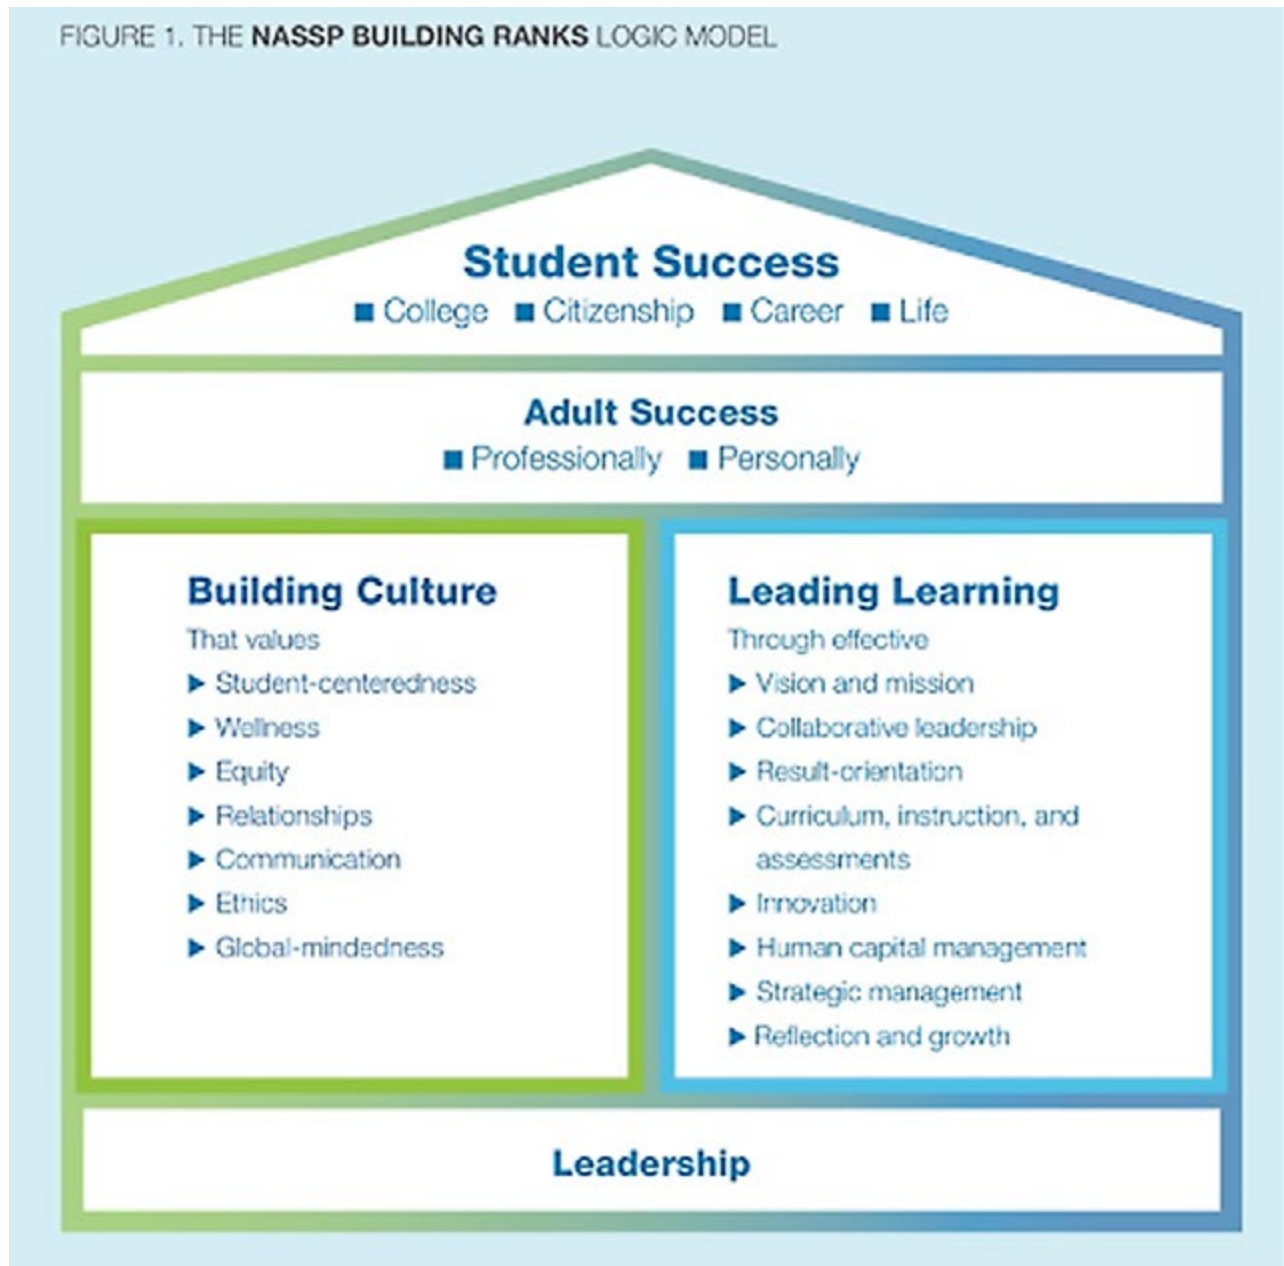 FIGURE 1. THE NASSP BUILDING RANKS LOGIC MODEL
Student Success
■ College ■ Citizenship ■ Career ■ Life
Adult Success
■ Professionally ■ Personally
Building Culture
That values
▶ Student-centeredness
▶ Wellness
▶ Equity
▶ Relationships
▶ Communication
▶ Ethics
▶ Global-mindedness
Leading Learning
Through effective
▶ Vision and mission
▶ Collaborative leadership
▶ Result-orientation
▶ Curriculum, instruction, and
assessments
▶ Innovation
▶ Human capital management
▶ Strategic management
▶ Reflection and growth
Leadership